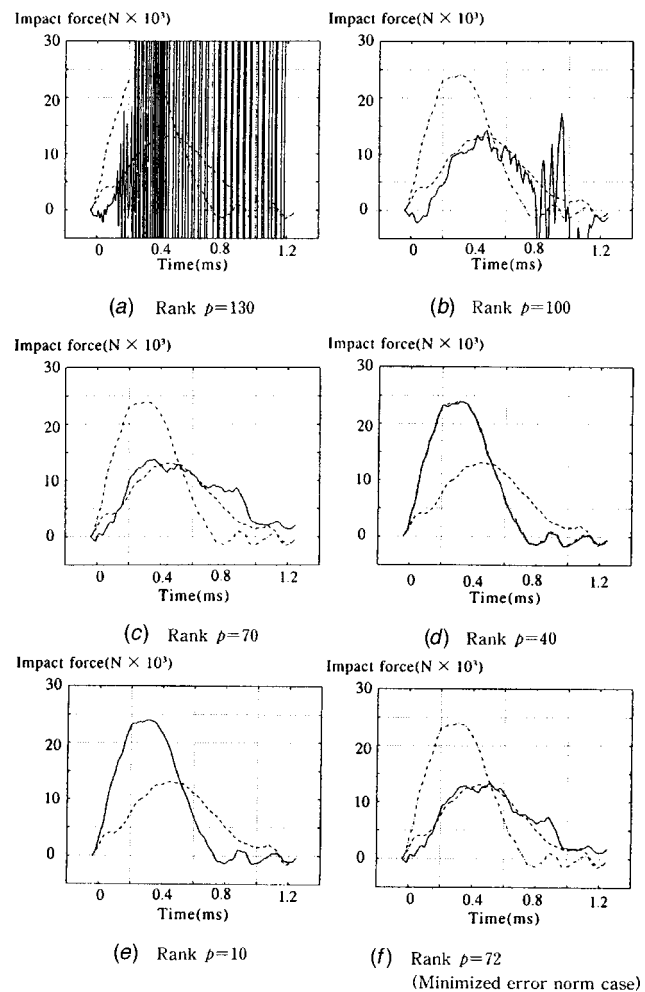 Impact force(N × 10³) Impact force(N × 10³)
30 30
20 20
10 10
0 0
0 0.4 0.8 1.2 0 0.4 0.8 1.2
Time(ms) Time(ms)
(a) Rank p=130 (b) Rank p=100
Impact force(N × 10³) Impact force(N × 10³)
30 30
20 20
10 10
0 0
0 0.4 0.8 1.2 0 0.4 0.8 1.2
Time(ms) Time(ms)
(c) Rank p=70 (d) Rank p=40
Impact force(N × 10³) Impact force(N × 10³)
30 30
20 20
10 10
0 0
0 0.4 0.8 1.2 0 0.4 0.8 1.2
Time(ms) Time(ms)
(e) Rank p=10 (f) Rank p=72
(Minimized error norm case)